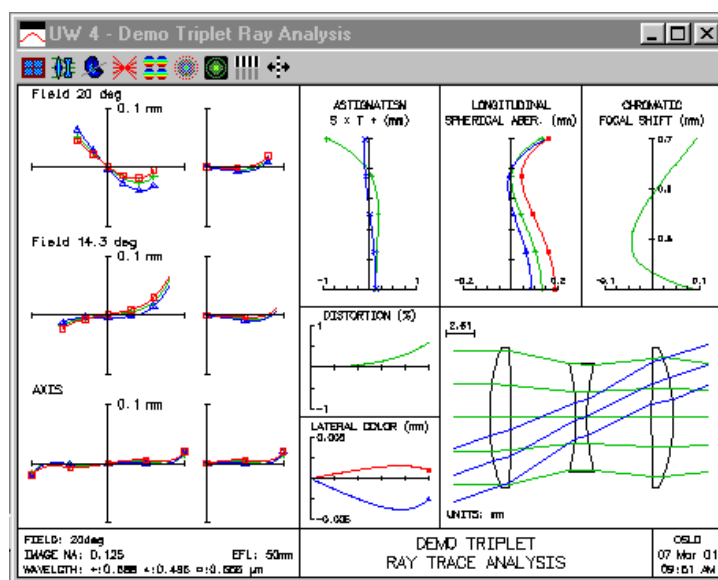 UW 4 - Demo Triplet Ray Analysis
Field 20 deg
0.1 mm
ASTIGMATISM
S × T + (mm)
-1
1
LONGITUDINAL
SPHERICAL ABER. (mm)
-0.2
0.2
CHROMATIC
FOCAL SHIFT (mm)
0.7
-0.1
0.1
Field 14.3 deg
0.1 mm
DISTORTION (%)
1
-1
2.61
AXIS
0.1 mm
LATERAL COLOR (mm)
0.005
-0.005
UNITS: mm
FIELD: 20deg
IMAGE NA: 0.125
EFL: 50mm
DEMO TRIPLET
RAY TRACE ANALYSIS
OSLO
07 Mar 01